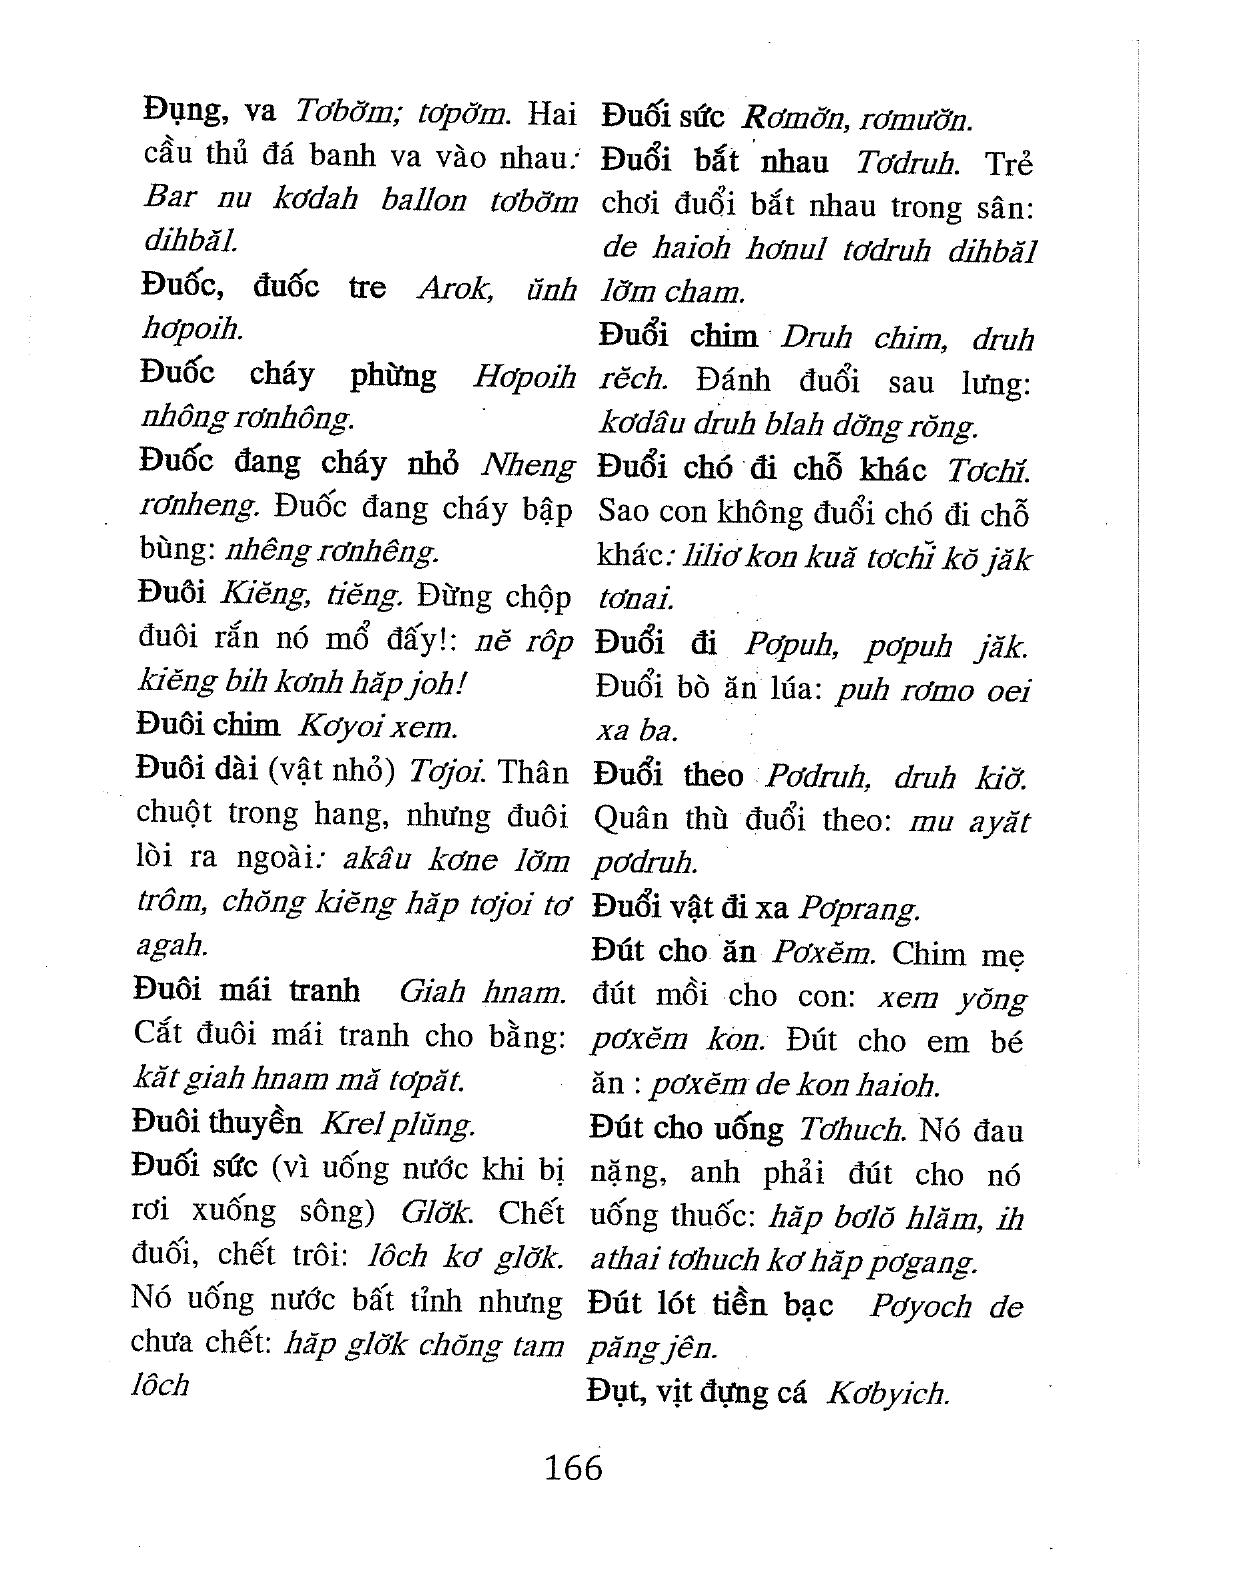 Đụng, va Tơbơ̆m; tơpơ̆m. Hai
cầu thủ đá banh va vào nhau:
Bar nu kơdah ballon tơbơ̆m
dihbăl.
Đuốc, đuốc tre Arok, ŭnh
hơpoih.
Đuốc cháy phừng Hơpoih
nhông rơnhông.
Đuốc đang cháy nhỏ Nheng
rơnheng. Đuốc đang cháy bập
bùng: nhêng rơnhêng.
Đuôi Kiĕng, tiĕng. Đừng chộp
đuôi rắn nó mổ đấy!: nĕ rôp
kiĕng bih kơnh hăp joh!
Đuôi chim Kơyoi xem.
Đuôi dài (vật nhỏ) Tơjoi. Thân
chuột trong hang, nhưng đuôi
lòi ra ngoài: akâu kơne lơ̆m
trôm, chŏng kiĕng hăp tơjoi tơ
agah.
Đuôi mái tranh Giah hnam.
Cắt đuôi mái tranh cho bằng:
kăt giah hnam mă tơpăt.
Đuôi thuyền Krel plŭng.
Đuối sức (vì uống nước khi bị
rơi xuống sông) Glơ̆k. Chết
đuối, chết trôi: lôch kơ glơ̆k.
Nó uống nước bất tỉnh nhưng
chưa chết: hăp glơ̆k chŏng tam
lôch
Đuối sức Rơmơ̆n, rơmươ̆n.
Đuổi bắt nhau Tơdruh. Trẻ
chơi đuổi bắt nhau trong sân:
de haioh hơnul tơdruh dihbăl
lơ̆m cham.
Đuổi chim Druh chim, druh
rĕch. Đánh đuổi sau lưng:
kơdâu druh blah dơ̆ng rŏng.
Đuổi chó đi chỗ khác Tơchĭ.
Sao con không đuổi chó đi chỗ
khác: liliơ kon kuă tơchĭ kŏ jăk
tơnai.
Đuổi đi Pơpuh, pơpuh jăk.
Đuổi bò ăn lúa: puh rơmo oei
xa ba.
Đuổi theo Pơdruh, druh kiơ̆.
Quân thù đuổi theo: mu ayăt
pơdruh.
Đuổi vật đi xa Pơprang.
Đút cho ăn Pơxĕm. Chim mẹ
đút mồi cho con: xem yŏng
pơxĕm kon. Đút cho em bé
ăn : pơxĕm de kon haioh.
Đút cho uống Tơhuch. Nó đau
nặng, anh phải đút cho nó
uống thuốc: hăp bơlŏ hlăm, ih
athai tơhuch kơ hăp pơgang.
Đút lót tiền bạc Pơyoch de
păng jên.
Đụt, vịt đựng cá Kơbyich.
166